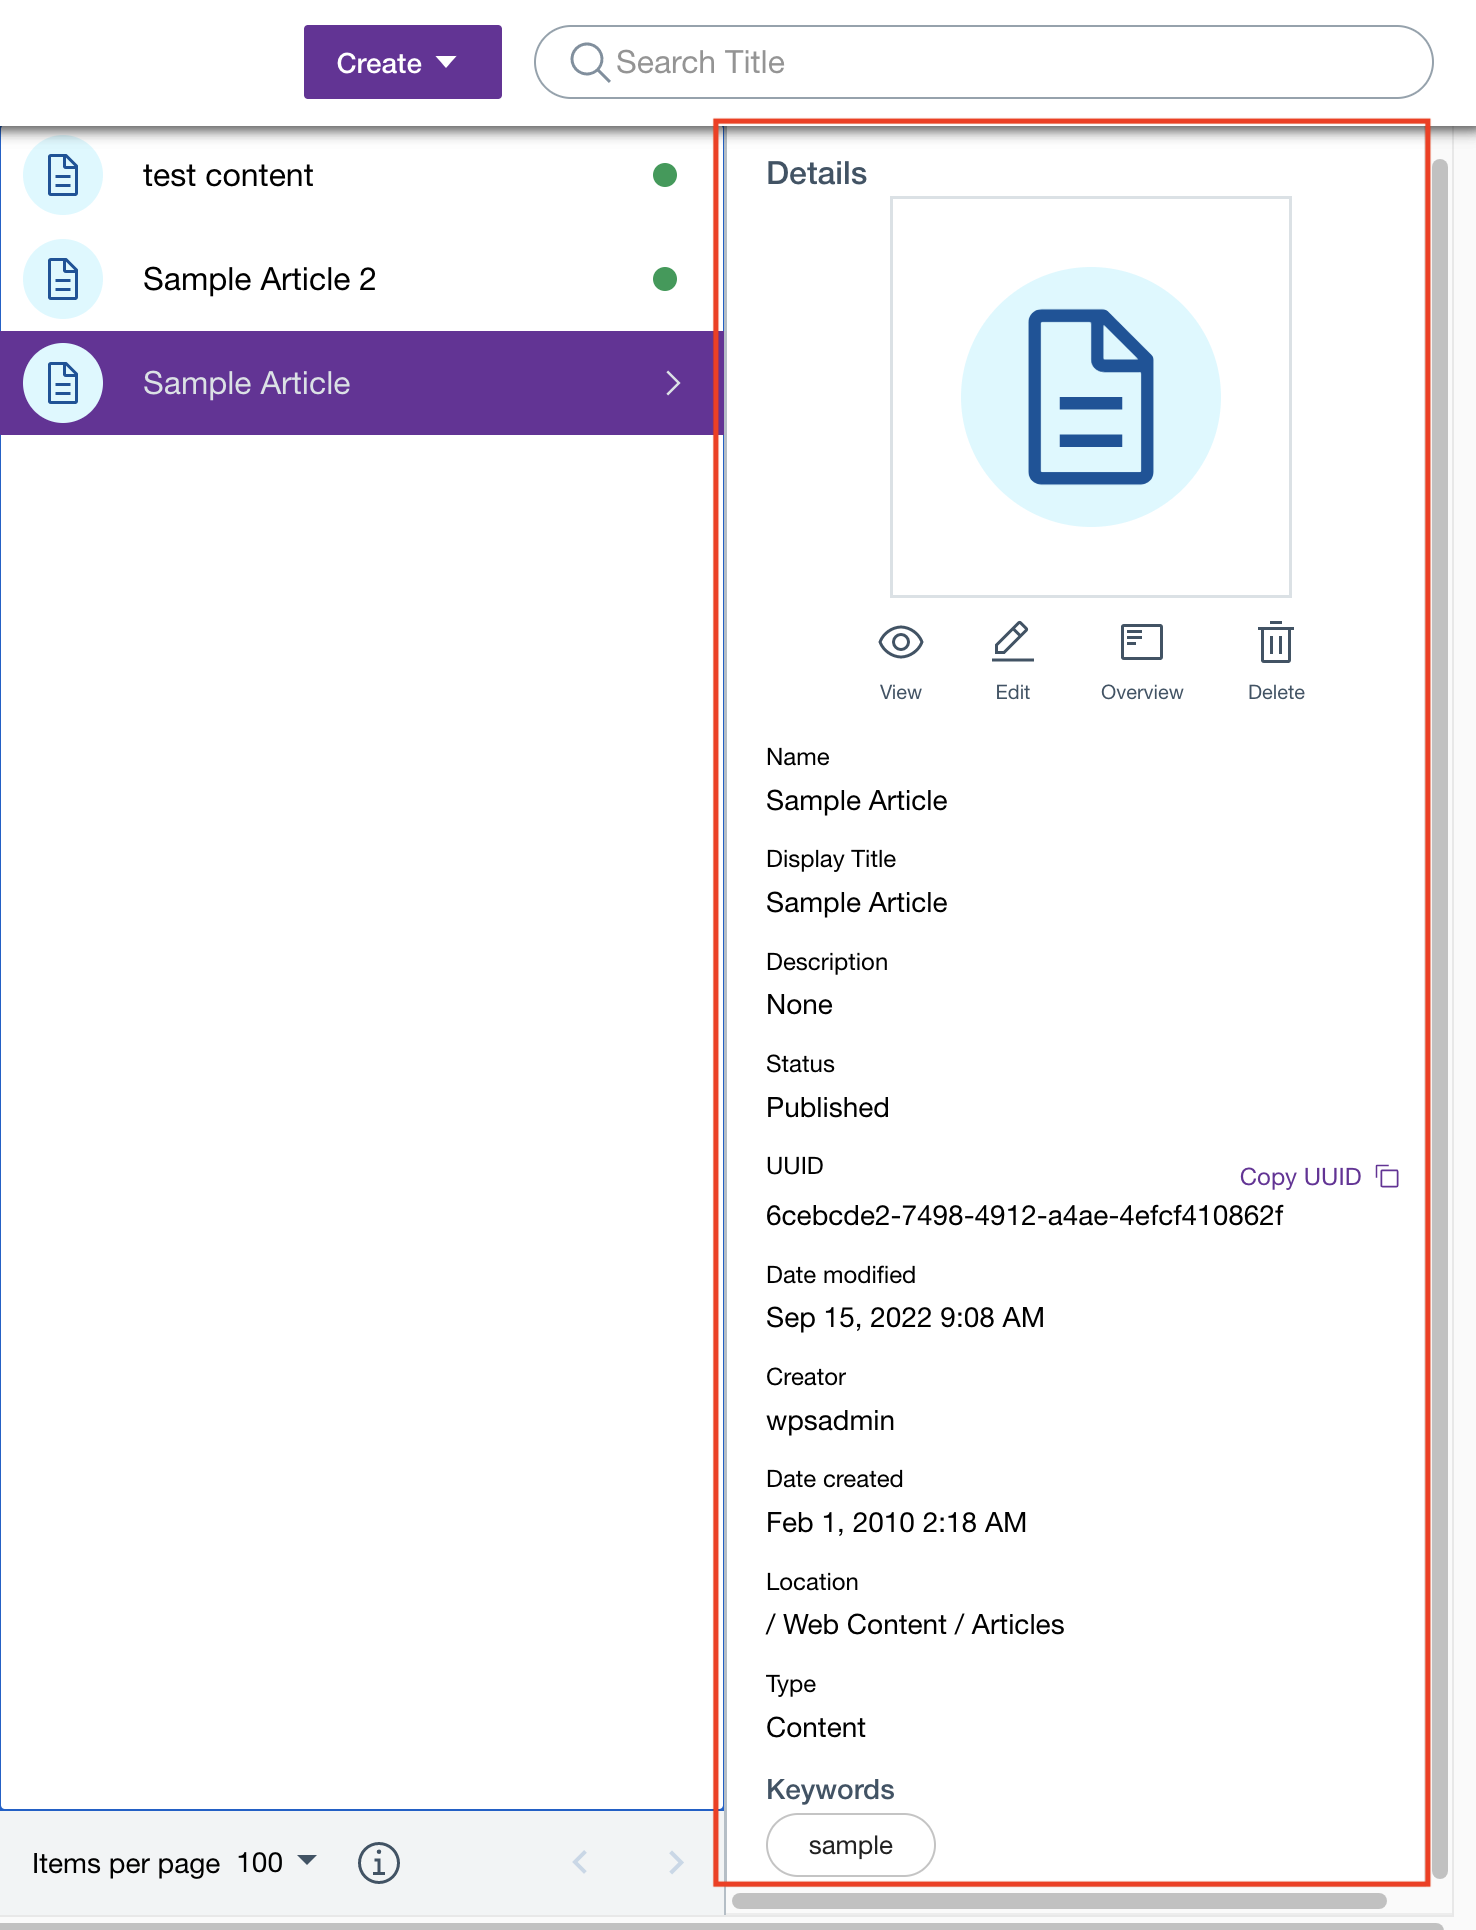 Create
Search Title
test content
Sample Article 2
Sample Article
Items per page 100
Details
View Edit Overview Delete
Name
Sample Article
Display Title
Sample Article
Description
None
Status
Published
UUID
Copy UUID
6cebcde2-7498-4912-a4ae-4efcf410862f
Date modified
Sep 15, 2022 9:08 AM
Creator
wpsadmin
Date created
Feb 1, 2010 2:18 AM
Location
/ Web Content / Articles
Type
Content
Keywords
sample